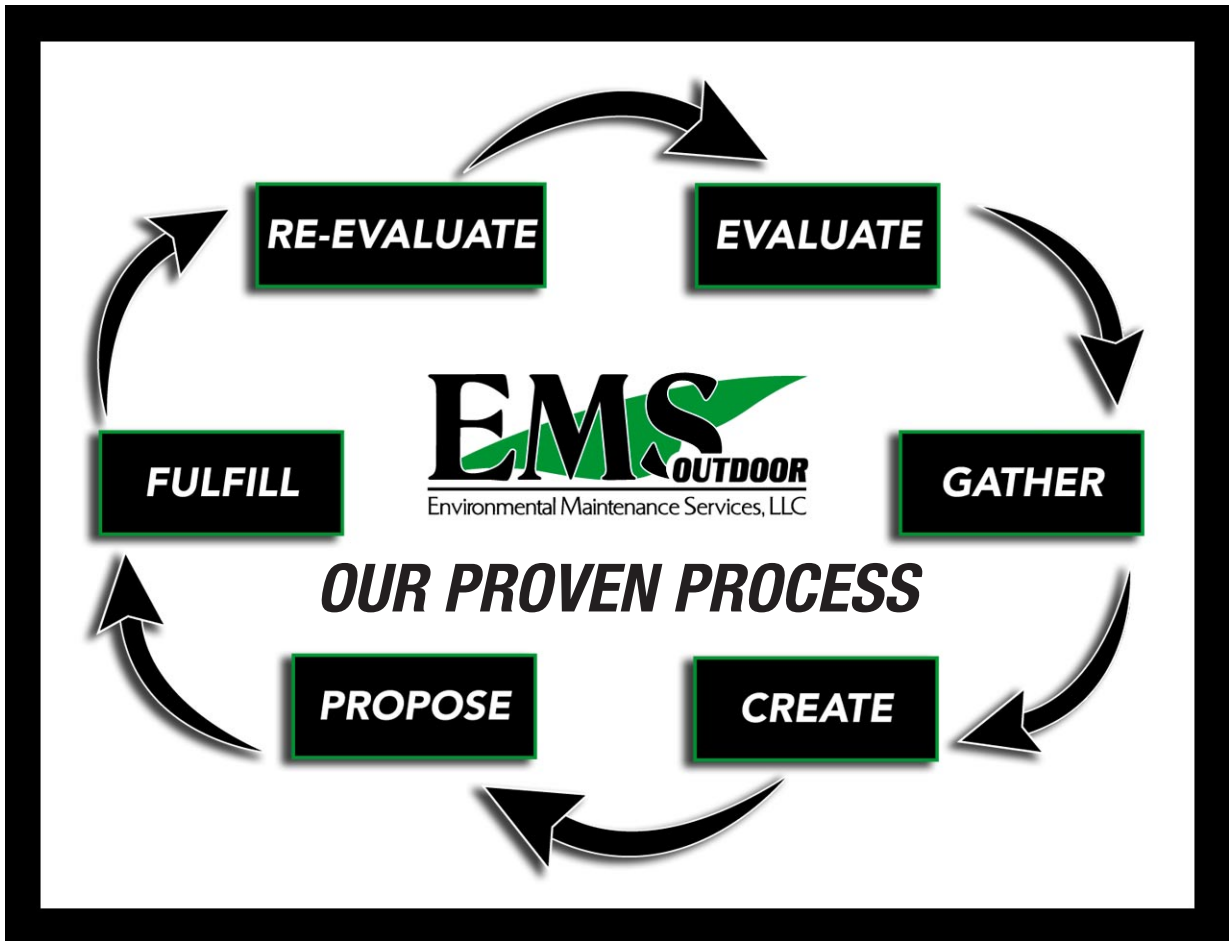 RE-EVALUATE
EVALUATE
EMS
OUTDOOR
Environmental Maintenance Services, LLC
FULFILL
GATHER
OUR PROVEN PROCESS
PROPOSE
CREATE